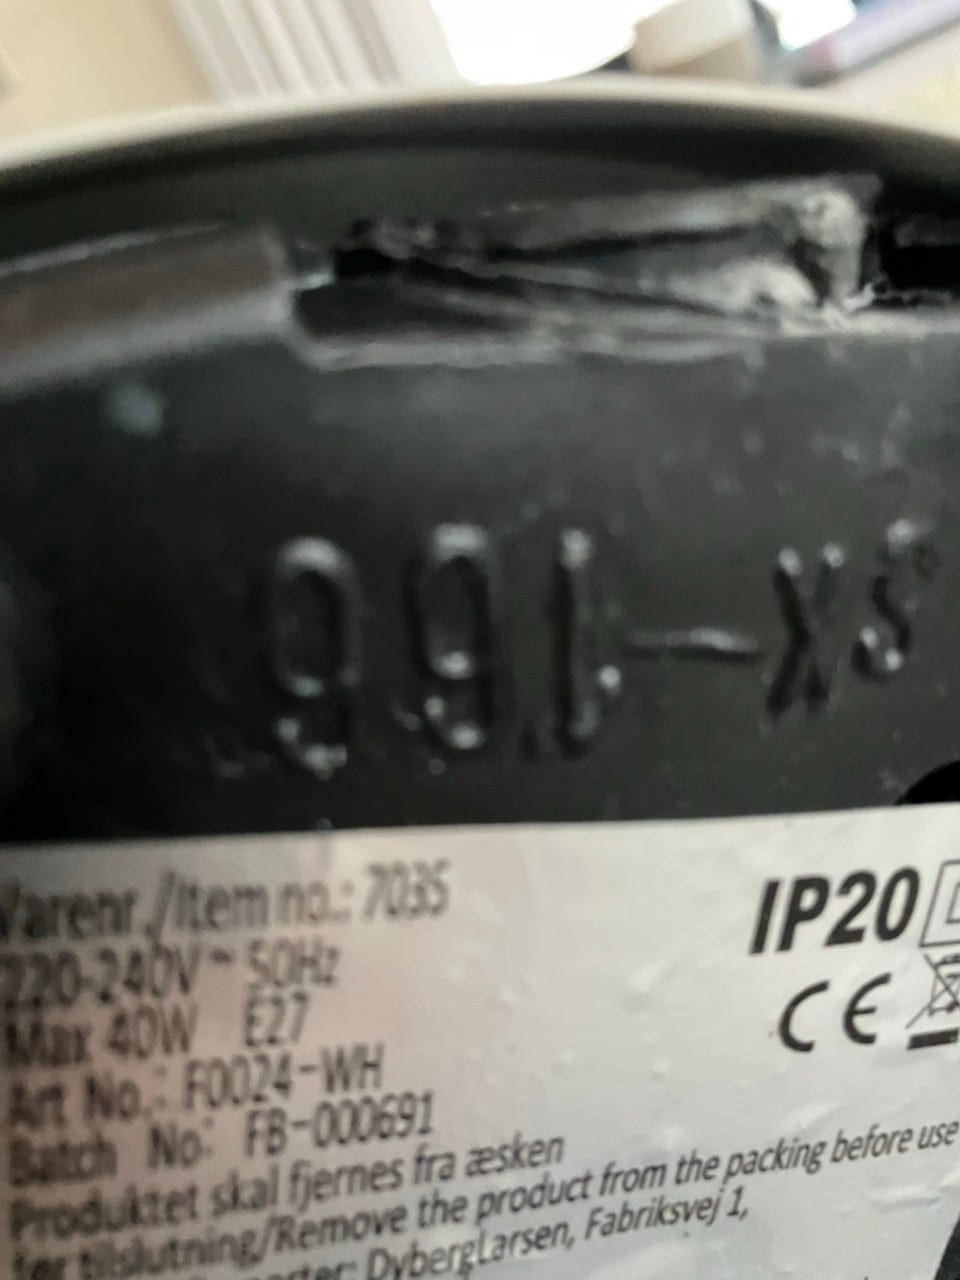 SX-166
Varenr./Item no.: 7035
220-240V~ 50Hz
Max 40W E27
Art No.: F0024-WH
Batch No: FB-000691
Produktet skal fjernes fra æsken
før tilslutning/Remove the product from the packing before use
DybergLarsen, Fabriksvej 1,
IP20
CE